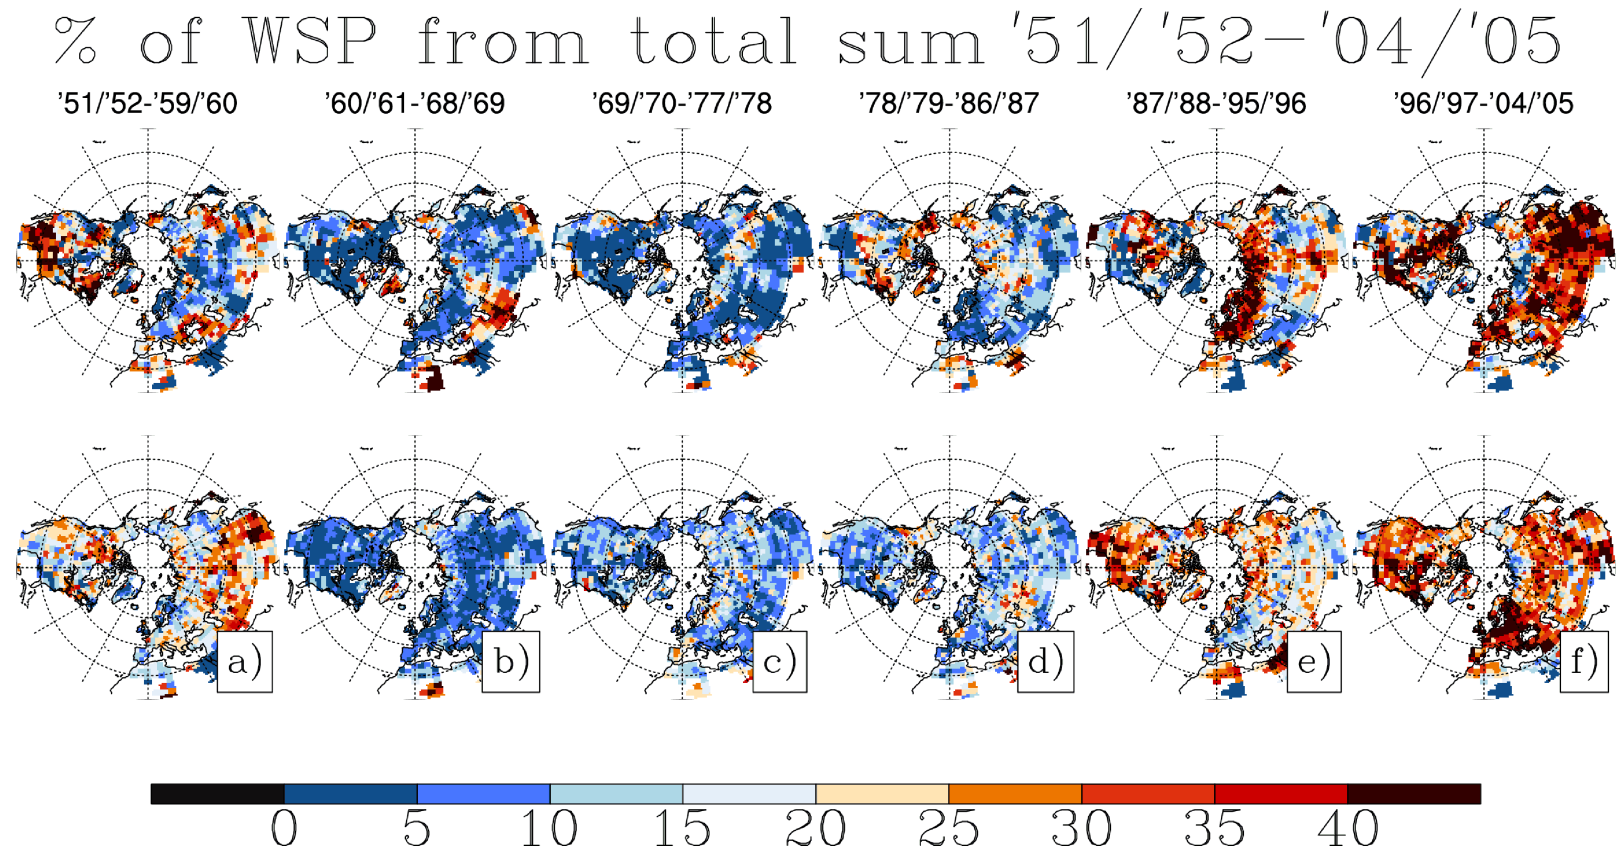 % of WSP from total sum '51/'52-'04/'05
'51/'52-'59/'60 '60/'61-'68/'69 '69/'70-'77/'78 '78/'79-'86/'87 '87/'88-'95/'96 '96/'97-'04/'05
a) b) c) d) e) f)
0 5 10 15 20 25 30 35 40